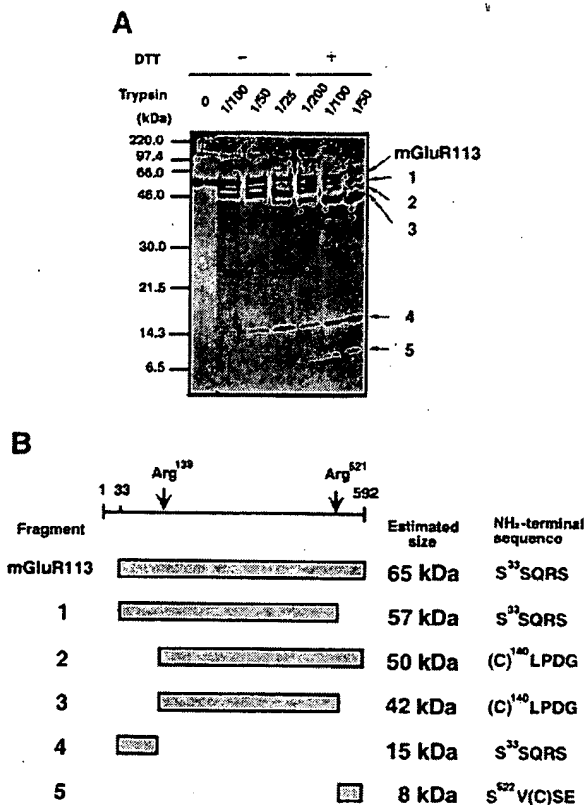 A
DTT - +
Trypsin 0 1/100 1/50 1/25 1/200 1/100 1/50
(kDa)
220.0
97.4
66.0
46.0
30.0
21.5
14.3
6.5
mGluR113
1
2
3
4
5
B
Arg¹³⁹ Arg⁵²¹
1 33 592
Fragment Estimated size NH₂-terminal sequence
mGluR113 65 kDa S³³SQRS
1 57 kDa S³³SQRS
2 50 kDa (C)¹⁴⁰LPDG
3 42 kDa (C)¹⁴⁰LPDG
4 15 kDa S³³SQRS
5 8 kDa S⁵²²V(C)SE